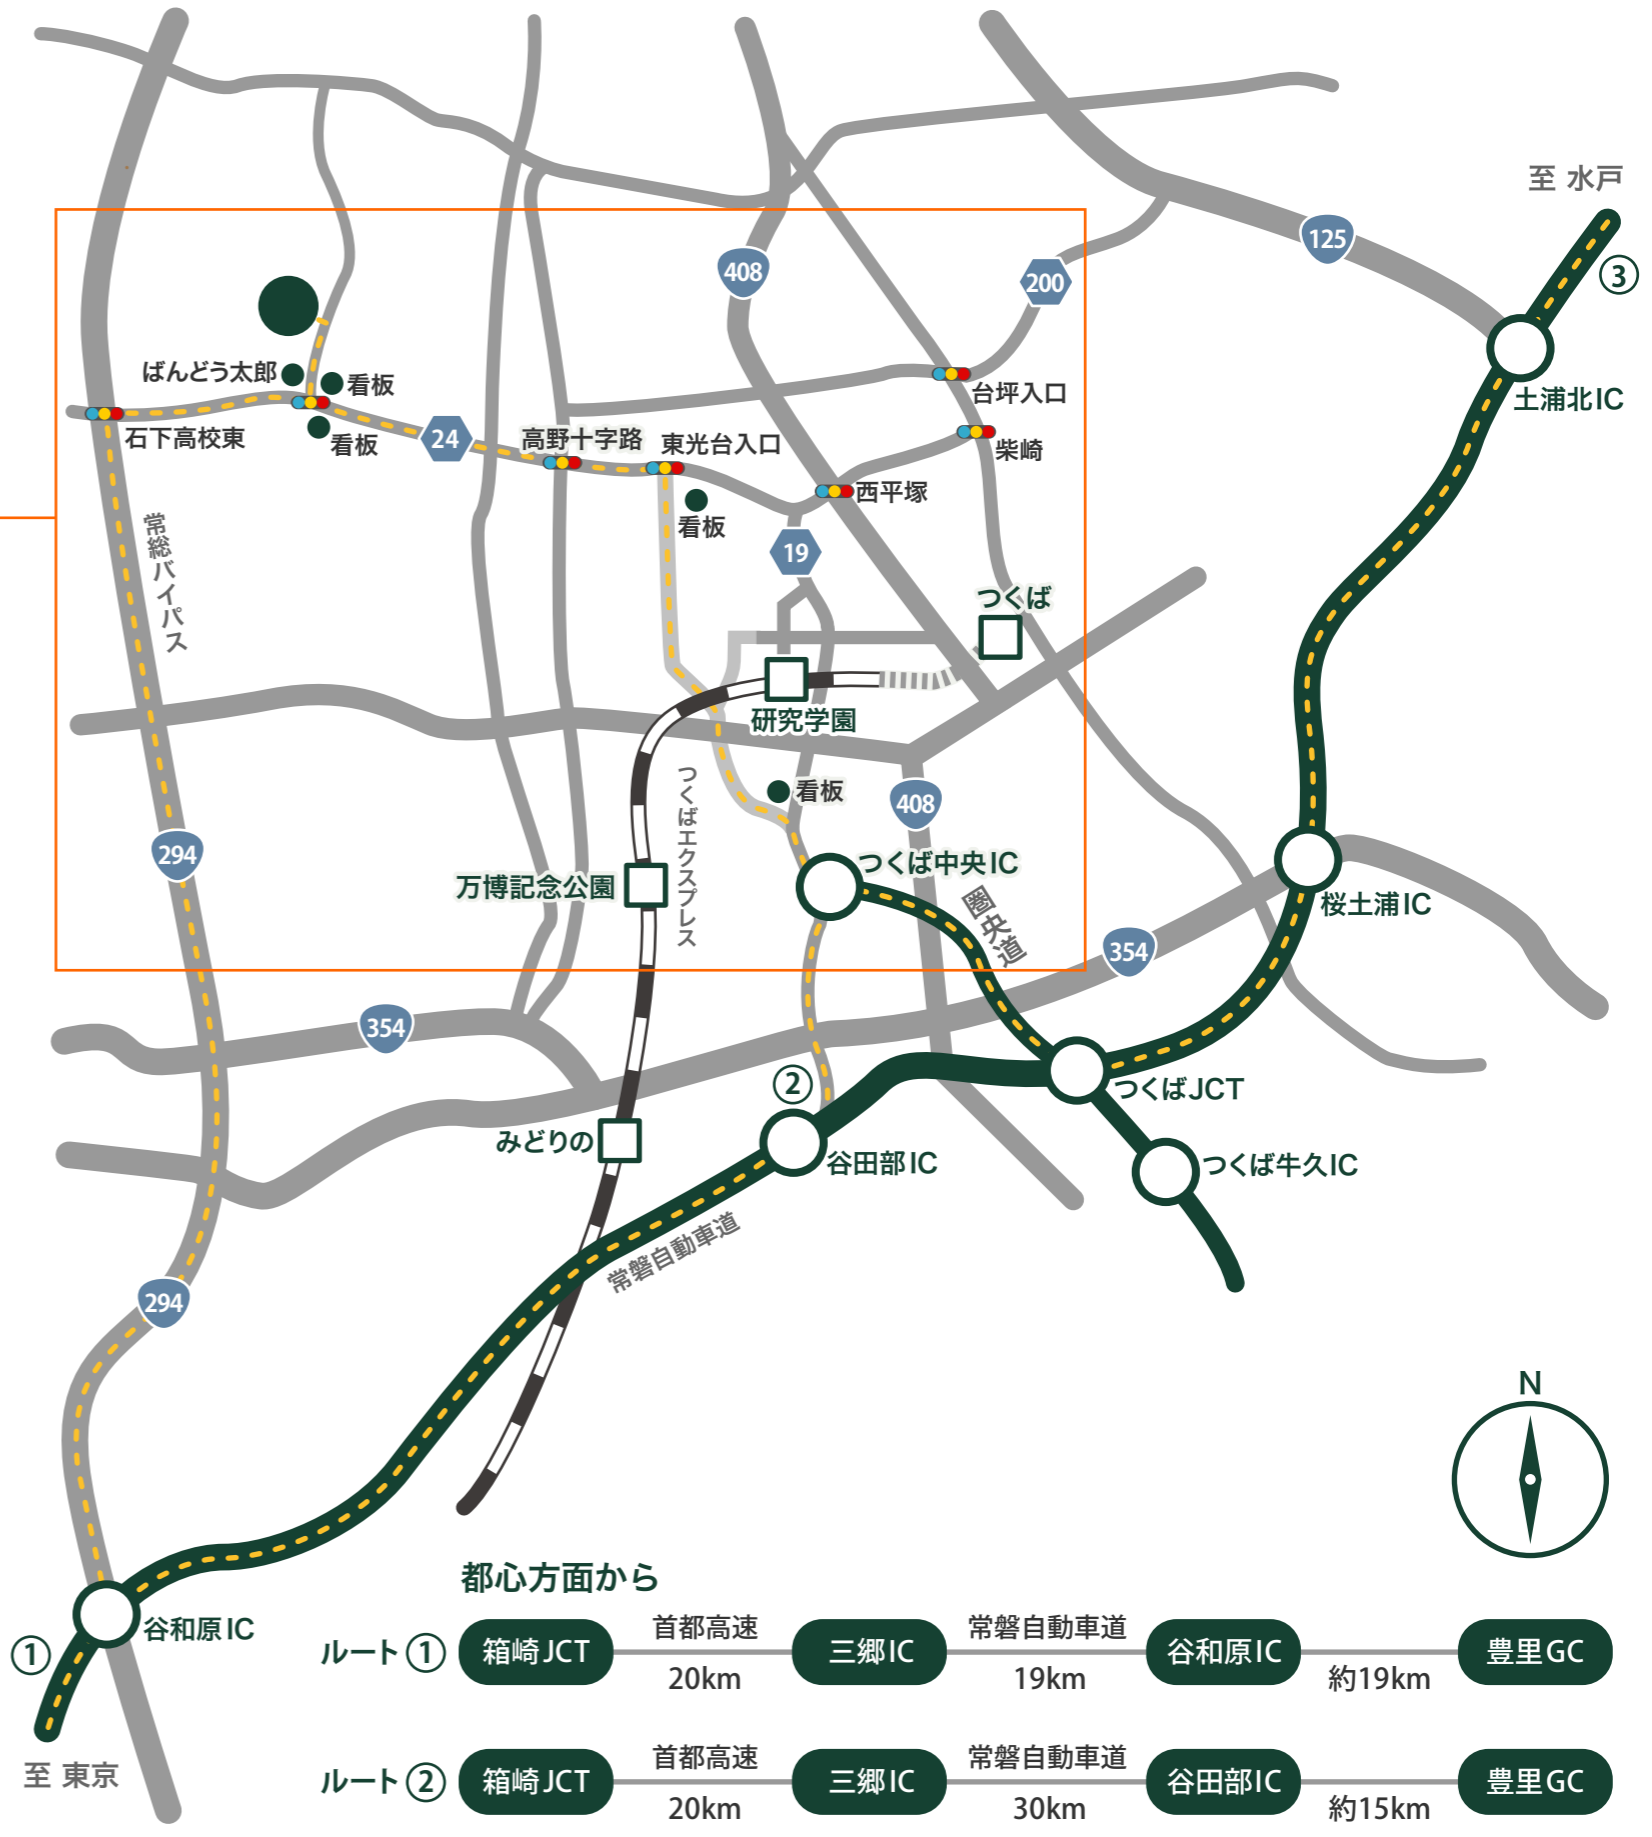 至 水戸
125
③
408
200
ばんどう太郎
看板
台坪入口
土浦北IC
石下高校東
看板
24
高野十字路
東光台入口
柴崎
西平塚
看板
常総バイパス
19
つくば
研究学園
つくばエクスプレス
看板
408
294
つくば中央IC
万博記念公園
圏央道
桜土浦IC
354
354
②
つくばJCT
みどりの
谷田部IC
つくば牛久IC
常磐自動車道
294
N
谷和原IC
①
至 東京
都心方面から
ルート① 箱崎JCT 首都高速 20km 三郷IC 常磐自動車道 19km 谷和原IC 約19km 豊里GC
ルート② 箱崎JCT 首都高速 20km 三郷IC 常磐自動車道 30km 谷田部IC 約15km 豊里GC